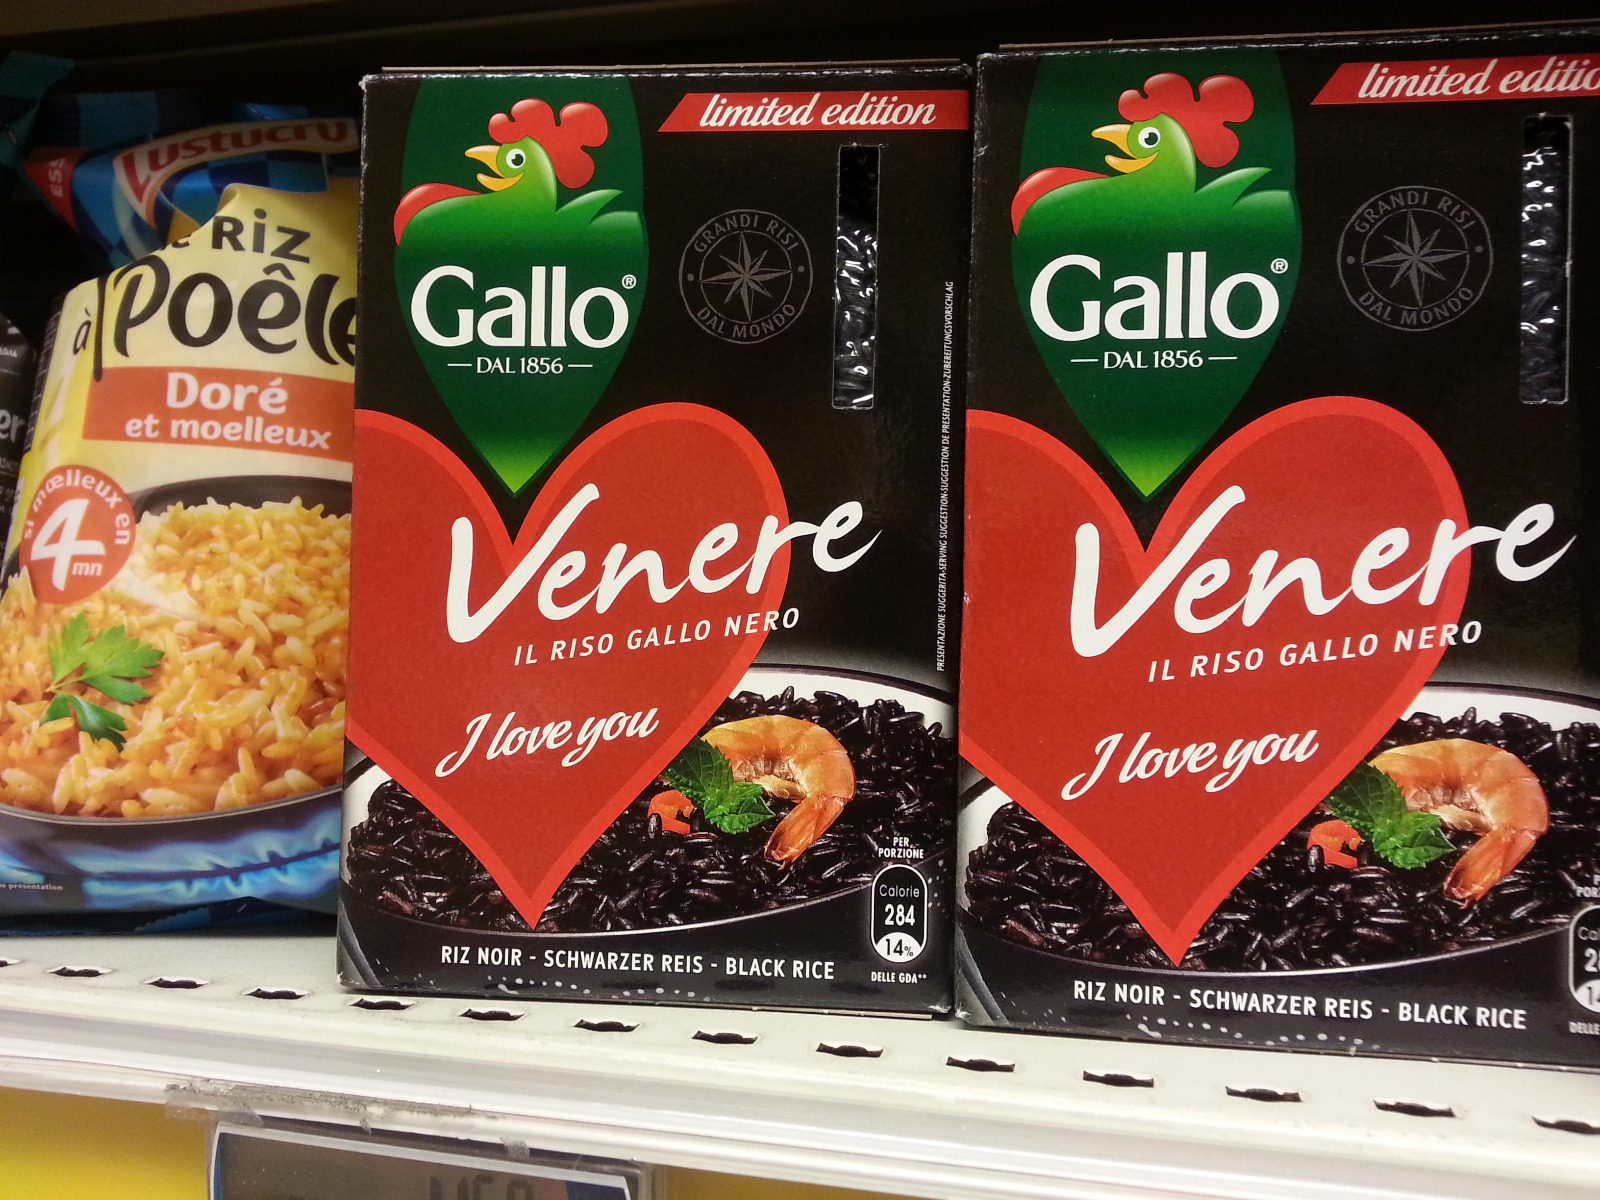 Lustucru
Riz
à
Poêle
Doré
et moelleux
si mœlleux en
4
mn
limited edition
GRANDI RISI
DAL MONDO
Gallo®
DAL 1856
Venere
IL RISO GALLO NERO
I love you
PRESENTAZIONE SUGGERITA-SERVING SUGGESTION-SUGGESTION DE PRESENTATION-ZUBEREITUNGSVORSCHLAG
PER
PORZIONE
Calorie
284
14%
DELLE GDA**
RIZ NOIR - SCHWARZER REIS - BLACK RICE
limited editio
GRANDI RISI
DAL MONDO
Gallo®
DAL 1856
Venere
IL RISO GALLO NERO
I love you
RIZ NOIR - SCHWARZER REIS - BLACK RICE
DELLE